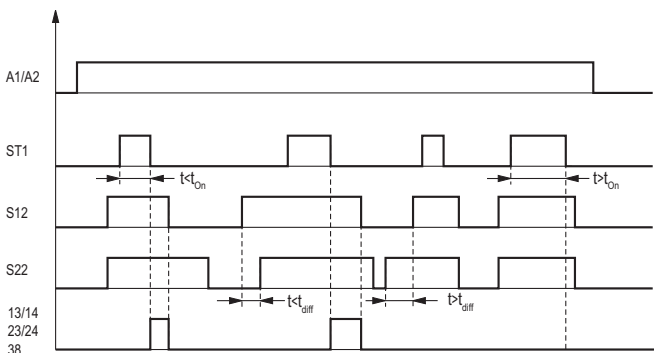 A1/A2
ST1
t<tOn
t>tOn
S12
S22
t<tdiff
t>tdiff
13/14
23/24
38